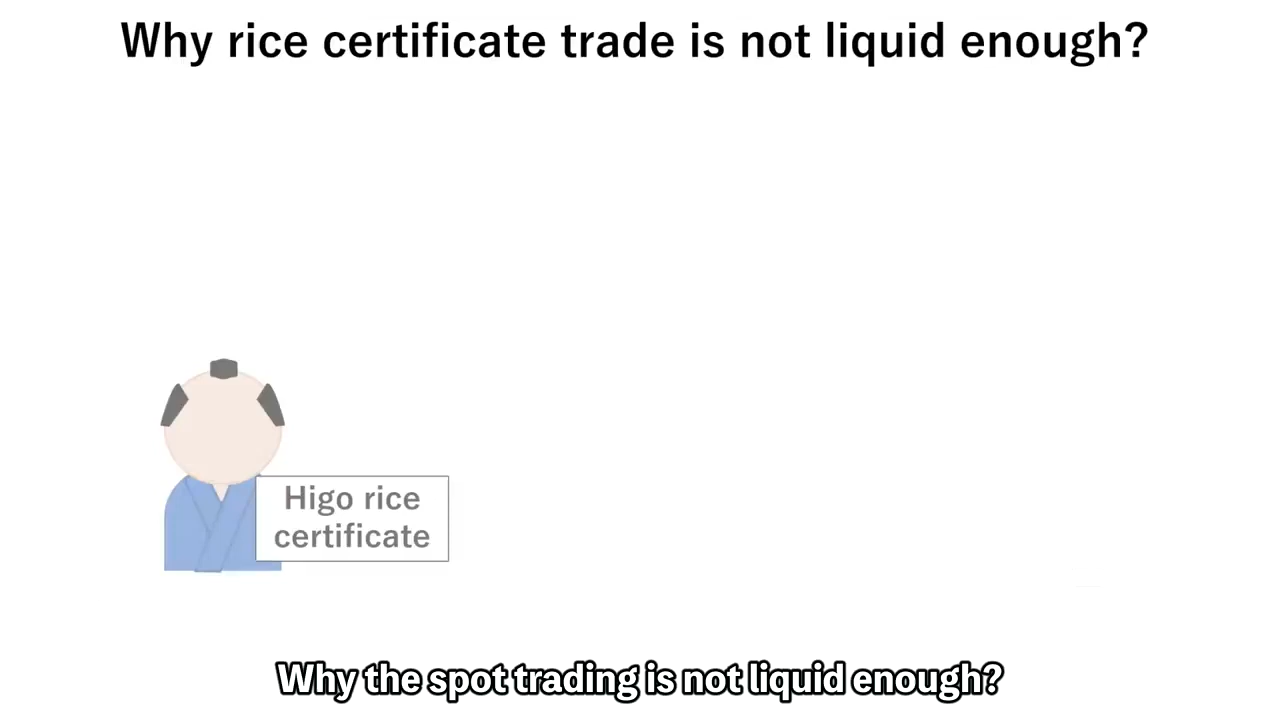 Why rice certificate trade is not liquid enough?
Higo rice
certificate
Why the spot trading is not liquid enough?